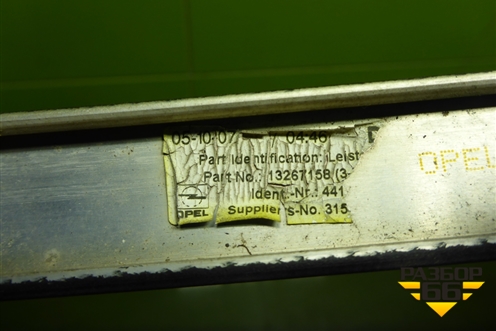 05-10-07 04:46
Part Identification: Leist
Part No.: 13267158 (3-
Ident.-Nr.: 441
OPEL Supplier's-No. 315
OPEL
РАЗБОР
66